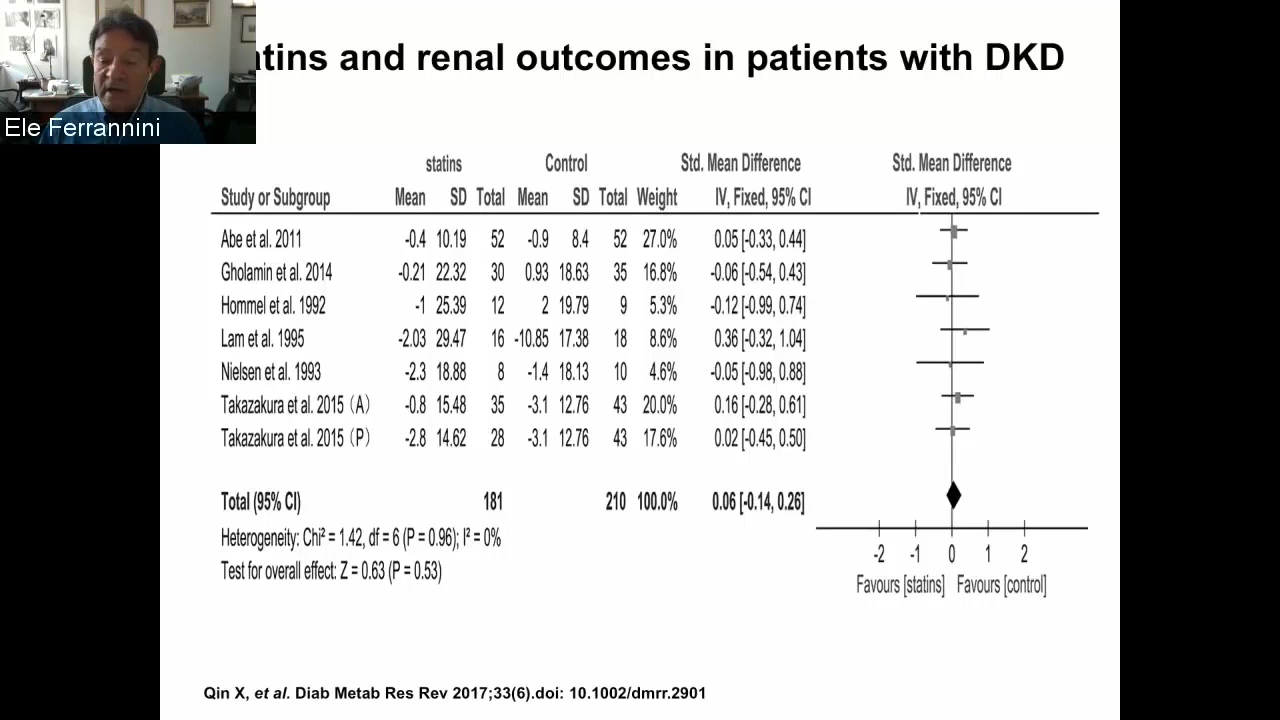 atins and renal outcomes in patients with DKD
Ele Ferrannini
statins Control Std. Mean Difference Std. Mean Difference
Study or Subgroup Mean SD Total Mean SD Total Weight IV, Fixed, 95% CI IV, Fixed, 95% CI
Abe et al. 2011 -0.4 10.19 52 -0.9 8.4 52 27.0% 0.05 [-0.33, 0.44]
Gholamin et al. 2014 -0.21 22.32 30 0.93 18.63 35 16.8% -0.06 [-0.54, 0.43]
Hommel et al. 1992 -1 25.39 12 2 19.79 9 5.3% -0.12 [-0.99, 0.74]
Lam et al. 1995 -2.03 29.47 16 -10.85 17.38 18 8.6% 0.36 [-0.32, 1.04]
Nielsen et al. 1993 -2.3 18.88 8 -1.4 18.13 10 4.6% -0.05 [-0.98, 0.88]
Takazakura et al. 2015（A） -0.8 15.48 35 -3.1 12.76 43 20.0% 0.16 [-0.28, 0.61]
Takazakura et al. 2015（P） -2.8 14.62 28 -3.1 12.76 43 17.6% 0.02 [-0.45, 0.50]
Total (95% CI) 181 210 100.0% 0.06 [-0.14, 0.26]
Heterogeneity: Chi² = 1.42, df = 6 (P = 0.96); I² = 0%
Test for overall effect: Z = 0.63 (P = 0.53)
-2 -1 0 1 2
Favours [statins] Favours [control]
Qin X, et al. Diab Metab Res Rev 2017;33(6).doi: 10.1002/dmrr.2901